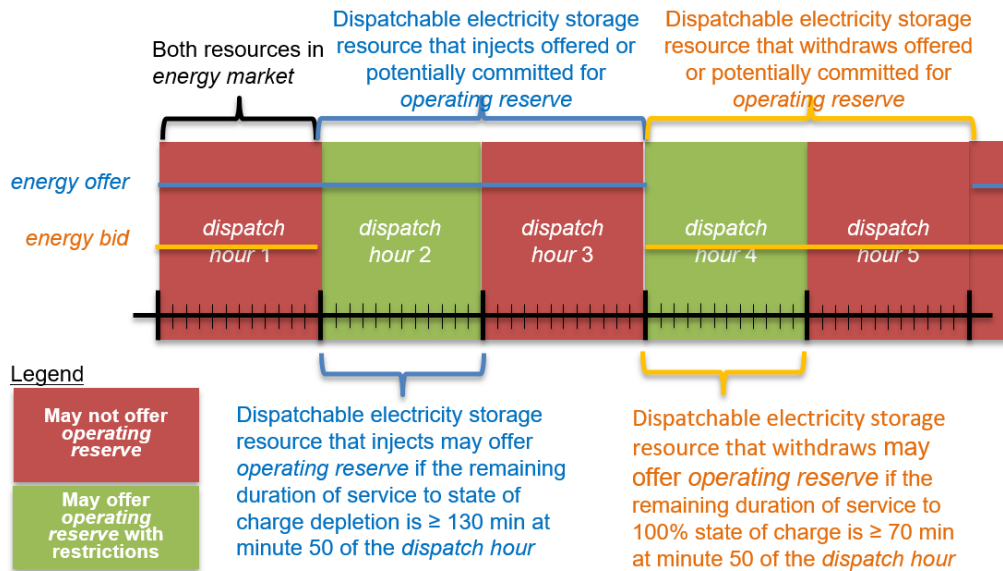 Both resources in
energy market
Dispatchable electricity storage
resource that injects offered or
potentially committed for
operating reserve
Dispatchable electricity storage
resource that withdraws offered
or potentially committed for
operating reserve
energy offer
energy bid
dispatch
hour 1
dispatch
hour 2
dispatch
hour 3
dispatch
hour 4
dispatch
hour 5
Legend
May not offer
operating
reserve
May offer
operating
reserve with
restrictions
Dispatchable electricity storage
resource that injects may offer
operating reserve if the remaining
duration of service to state of
charge depletion is ≥ 130 min at
minute 50 of the dispatch hour
Dispatchable electricity storage
resource that withdraws may
offer operating reserve if the
remaining duration of service to
100% state of charge is ≥ 70 min
at minute 50 of the dispatch hour